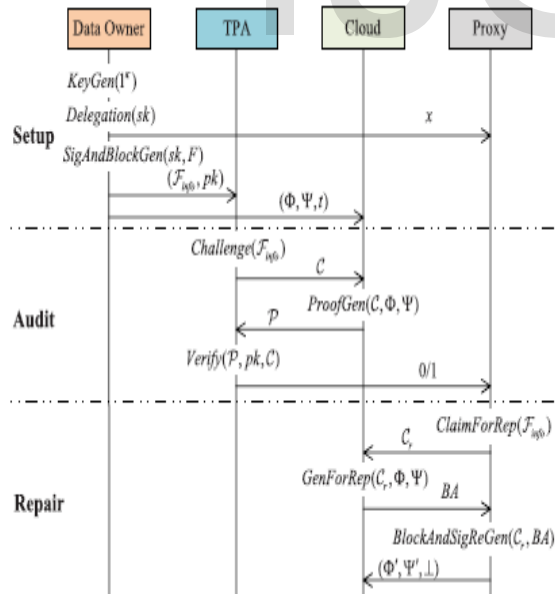 Data Owner TPA Cloud Proxy
KeyGen(1^κ)
Delegation(sk)
x
Setup
SigAndBlockGen(sk, F)
(ℱ_info, pk)
(Φ, Ψ, t)
Challenge(ℱ_info)
𝒞
ProofGen(𝒞, Φ, Ψ)
Audit
𝒫
Verify(𝒫, pk, 𝒞)
0/1
ClaimForRep(ℱ_info)
𝒞_r
GenForRep(𝒞_r, Φ, Ψ)
Repair
BA
BlockAndSigReGen(𝒞_r, BA)
(Φ′, Ψ′, ⊥)